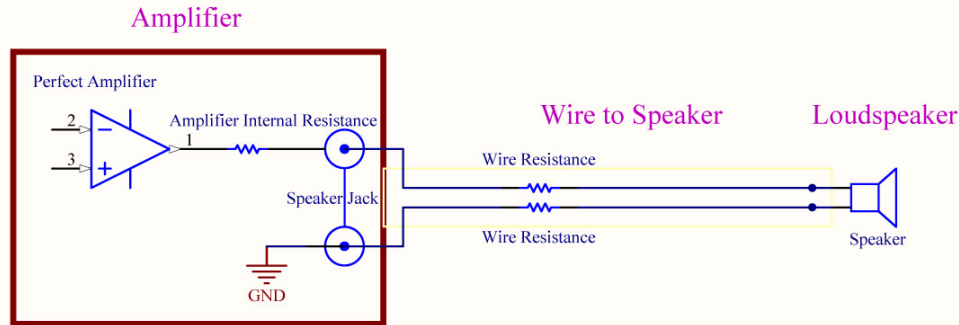 Amplifier
Perfect Amplifier
2
1
Amplifier Internal Resistance
3
Speaker Jack
GND
Wire to Speaker
Wire Resistance
Wire Resistance
Loudspeaker
Speaker